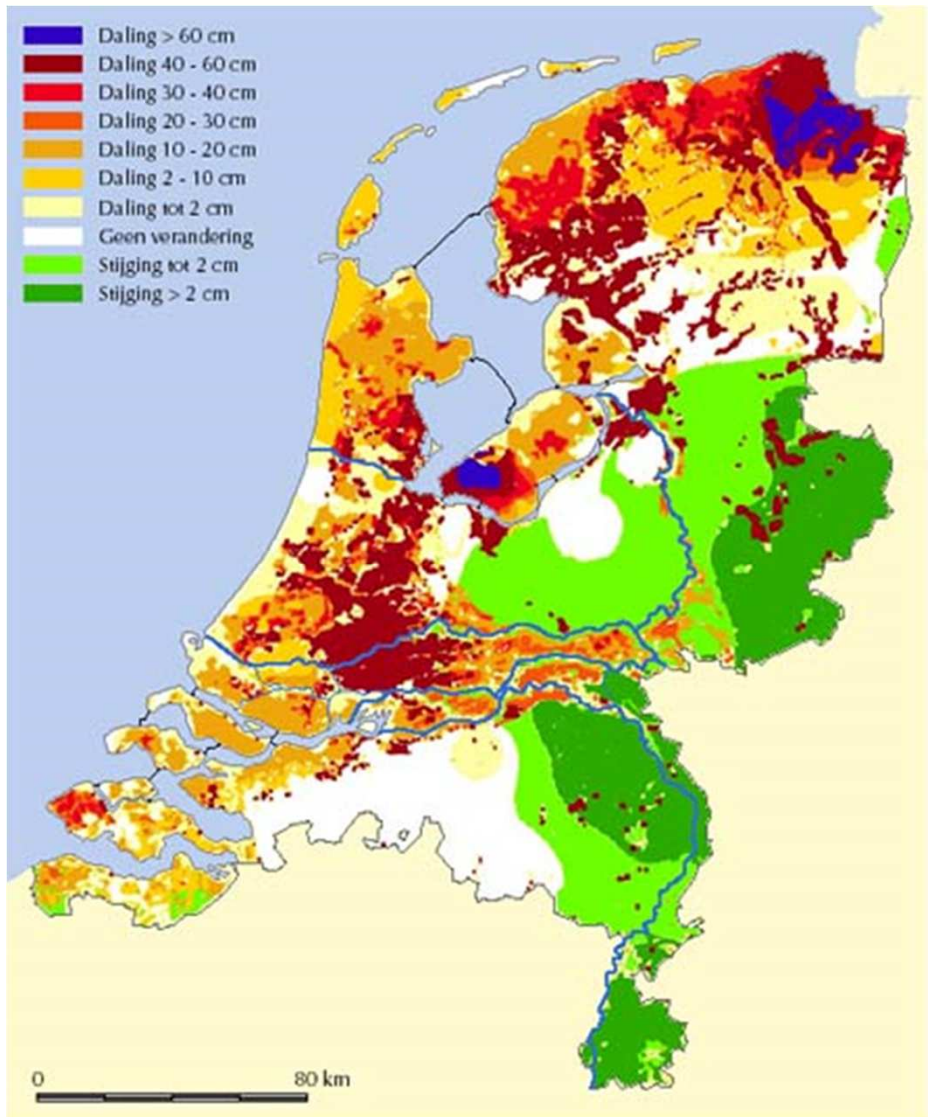 Daling > 60 cm
Daling 40 - 60 cm
Daling 30 - 40 cm
Daling 20 - 30 cm
Daling 10 - 20 cm
Daling 2 - 10 cm
Daling tot 2 cm
Geen verandering
Stijging tot 2 cm
Stijging > 2 cm
0 80 km